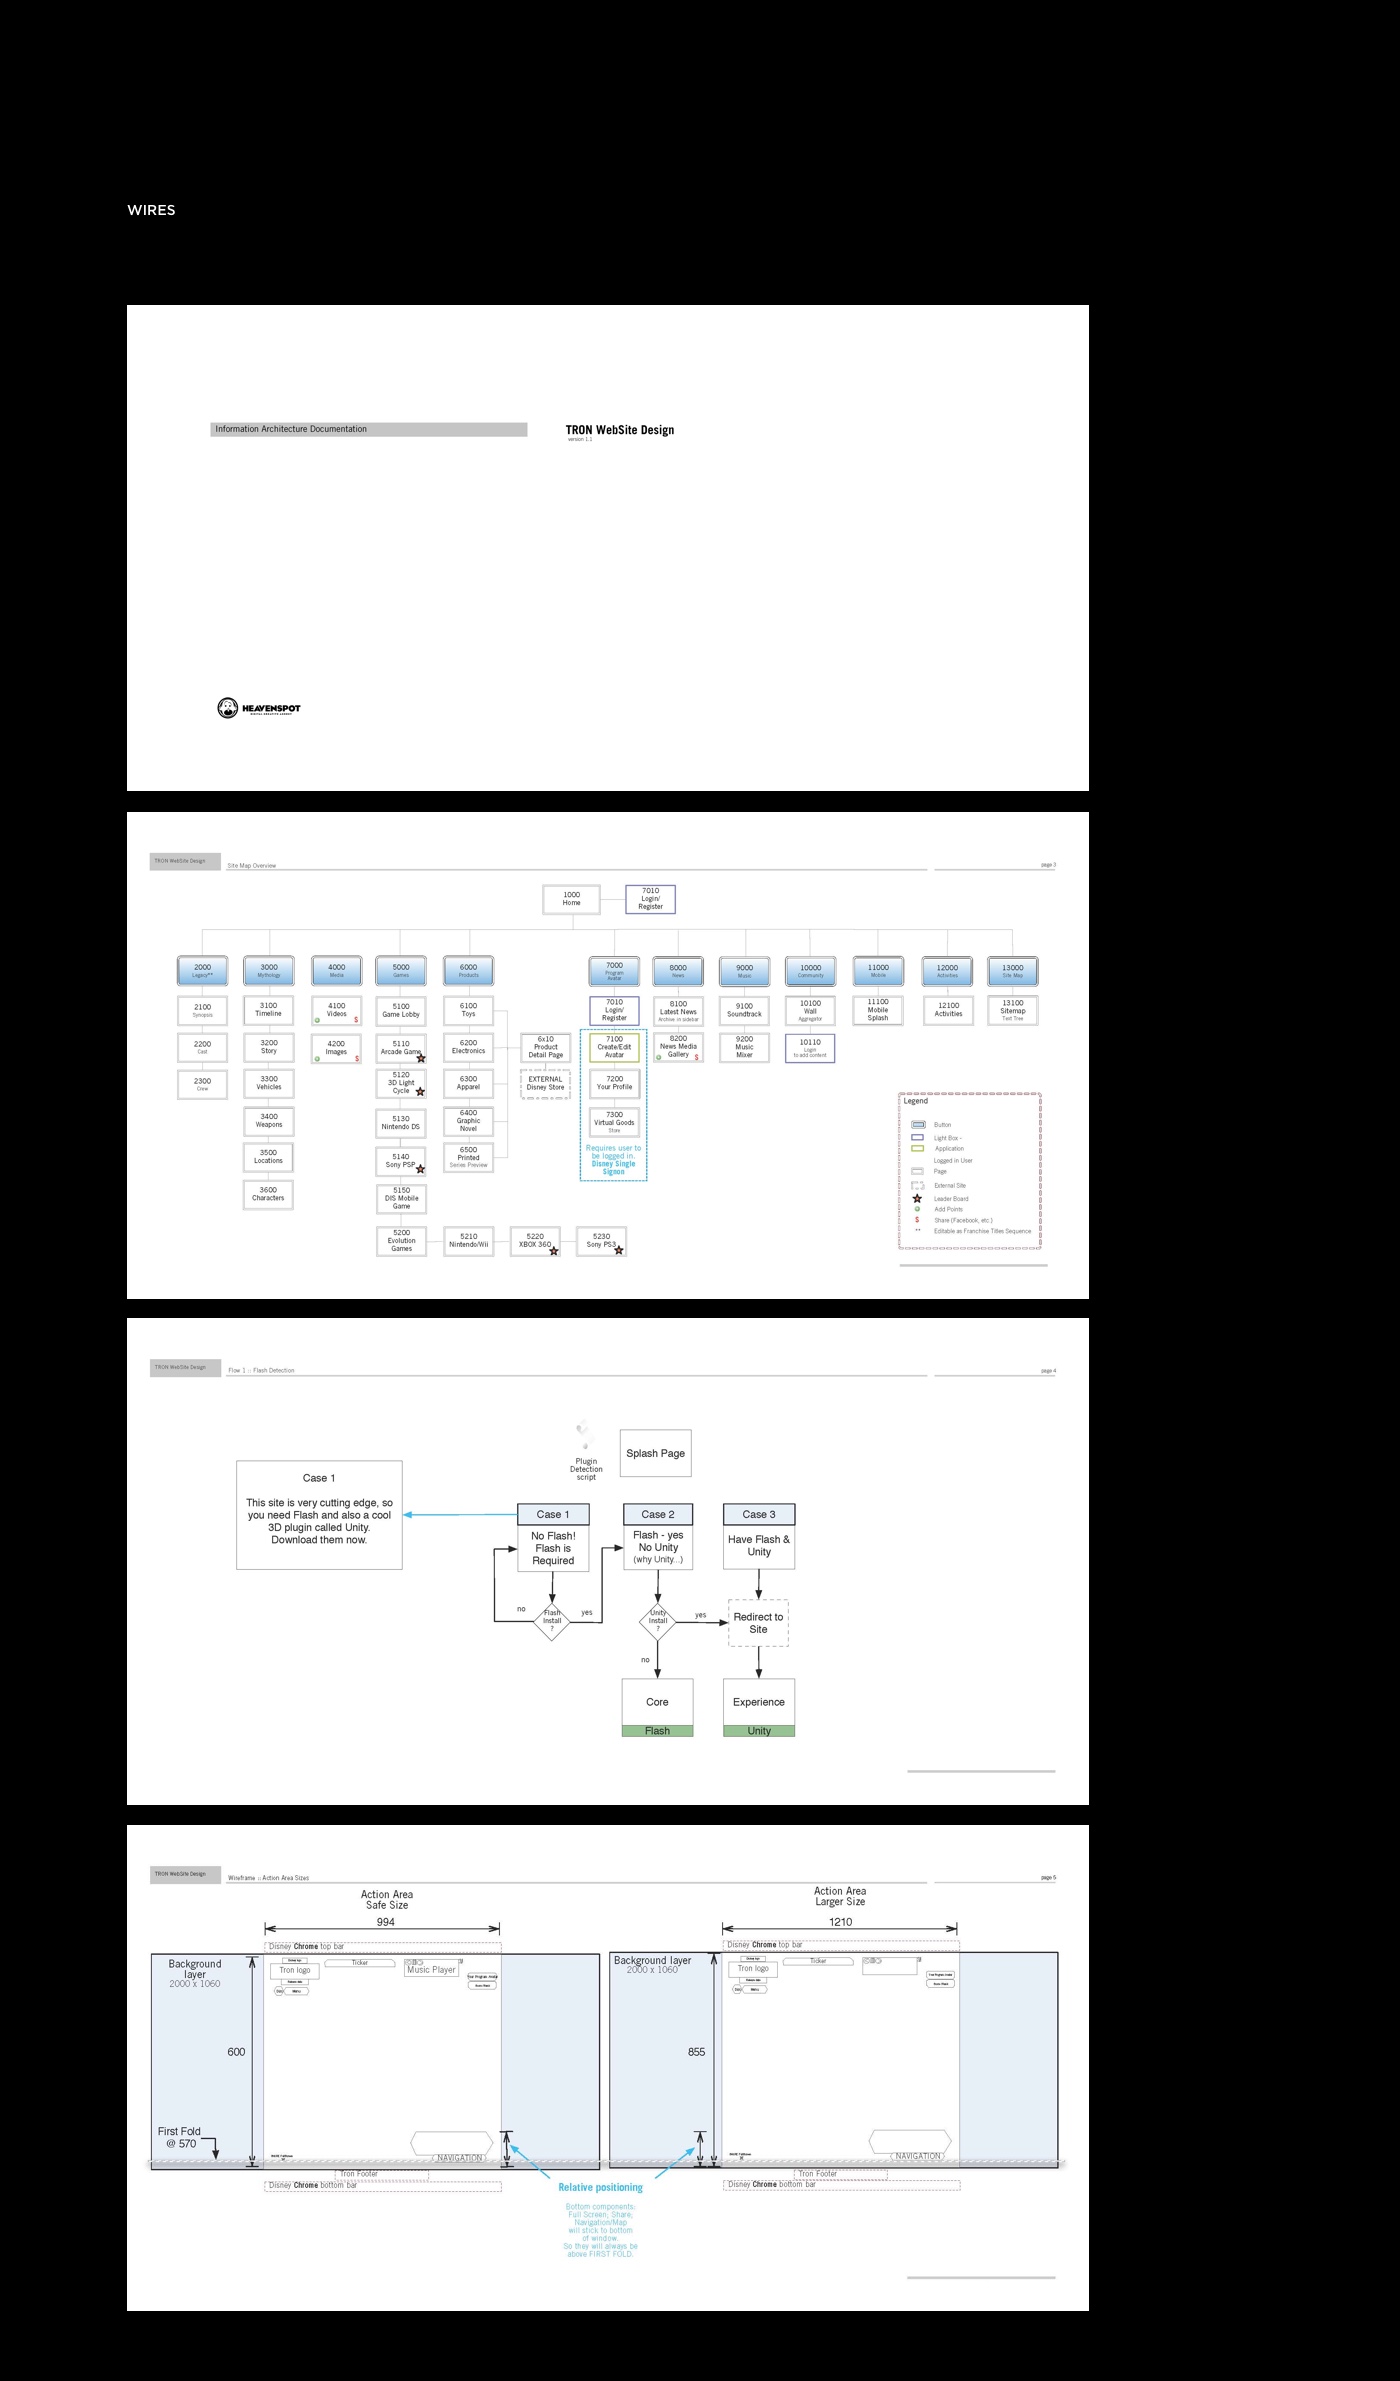 WIRES
Information Architecture Documentation
TRON WebSite Design
version 1.1
HEAVENSPOT
DIGITAL CREATIVE AGENCY
TRON WebSite Design
Site Map Overview
page 3
1000
Home
7010
Login/
Register
2000
Legacy**
3000
Mythology
4000
Media
5000
Games
6000
Products
7000
Program
Avatar
8000
News
9000
Music
10000
Community
11000
Mobile
12000
Activities
13000
Site Map
2100
Synopsis
2200
Cast
2300
Crew
3100
Timeline
3200
Story
3300
Vehicles
3400
Weapons
3500
Locations
3600
Characters
4100
Videos
$
4200
Images
$
5100
Game Lobby
5110
Arcade Game
5120
3D Light
Cycle
5130
Nintendo DS
5140
Sony PSP
5150
DIS Mobile
Game
5200
Evolution
Games
5210
Nintendo/Wii
5220
XBOX 360
5230
Sony PS3
6100
Toys
6200
Electronics
6300
Apparel
6400
Graphic
Novel
6500
Printed
Series Preview
6x10
Product
Detail Page
EXTERNAL
Disney Store
7010
Login/
Register
7100
Create/Edit
Avatar
7200
Your Profile
7300
Virtual Goods
Store
Requires user to
be logged in.
Disney Single
Signon
8100
Latest News
Archive: in sidebar
8200
News Media
Gallery
$
9100
Soundtrack
9200
Music
Mixer
10100
Wall
Aggregator
10110
Login
to add content
11100
Mobile
Splash
12100
Activities
13100
Sitemap
Text Tree
Legend
Button
Light Box -
Application
Logged in User
Page
External Site
Leader Board
Add Points
$ Share (Facebook, etc.)
** Editable as Franchise Titles Sequence
TRON WebSite Design
Flow 1 :: Flash Detection
page 4
Plugin
Detection
script
Splash Page
Case 1
This site is very cutting edge, so
you need Flash and also a cool
3D plugin called Unity.
Download them now.
Case 1
No Flash!
Flash is
Required
Case 2
Flash - yes
No Unity
(why Unity...)
Case 3
Have Flash &
Unity
no
Flash
Install
?
yes
Unity
Install
?
yes
Redirect to
Site
no
Core
Flash
Experience
Unity
TRON WebSite Design
Wireframe :: Action Area Sizes
page 5
Action Area
Safe Size
994
Disney Chrome top bar
Background
layer
2000 x 1060
Tron logo
Ticker
Music Player
Menu
600
First Fold
@ 570
NAVIGATION
Tron Footer
Disney Chrome bottom bar
Action Area
Larger Size
1210
Disney Chrome top bar
Background layer
2000 x 1060
Tron logo
Ticker
Menu
855
NAVIGATION
Tron Footer
Disney Chrome bottom bar
Relative positioning
Bottom components:
Full Screen, Share,
Navigation/Map
will stick to bottom
of window.
So they will always be
above FIRST FOLD.